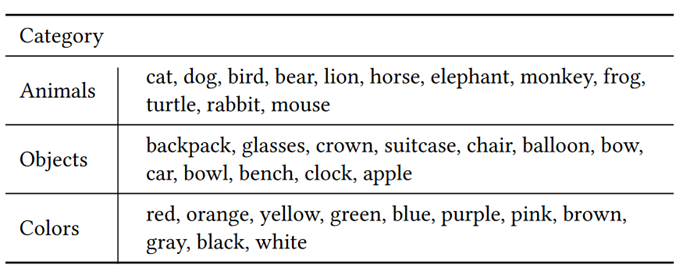 Category
Animals
cat, dog, bird, bear, lion, horse, elephant, monkey, frog,
turtle, rabbit, mouse
Objects
backpack, glasses, crown, suitcase, chair, balloon, bow,
car, bowl, bench, clock, apple
Colors
red, orange, yellow, green, blue, purple, pink, brown,
gray, black, white